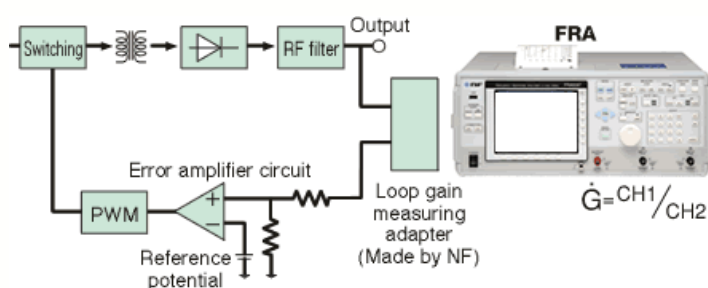 Output
FRA
Switching
RF filter
Error amplifier circuit
PWM
+
−
Reference
potential
Loop gain
measuring
adapter
(Made by NF)
Ġ=CH1/CH2